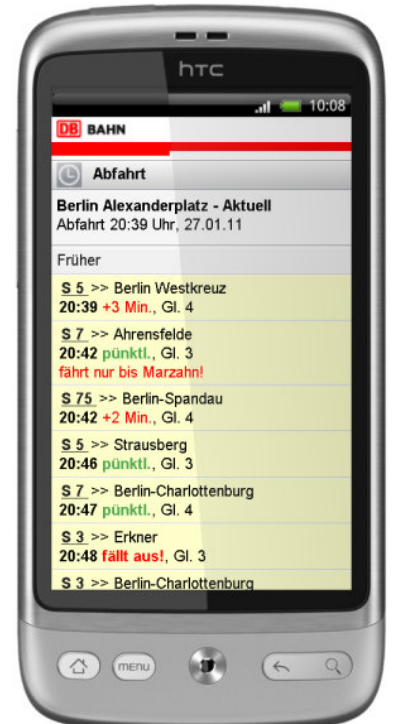 hTC
10:08
DB BAHN
Abfahrt
Berlin Alexanderplatz - Aktuell
Abfahrt 20:39 Uhr, 27.01.11
Früher
S 5 >> Berlin Westkreuz
20:39 +3 Min., Gl. 4
S 7 >> Ahrensfelde
20:42 pünktl., Gl. 3
fährt nur bis Marzahn!
S 75 >> Berlin-Spandau
20:42 +2 Min., Gl. 4
S 5 >> Strausberg
20:46 pünktl., Gl. 3
S 7 >> Berlin-Charlottenburg
20:47 pünktl., Gl. 4
S 3 >> Erkner
20:48 fällt aus!, Gl. 3
S 3 >> Berlin-Charlottenburg
MENU